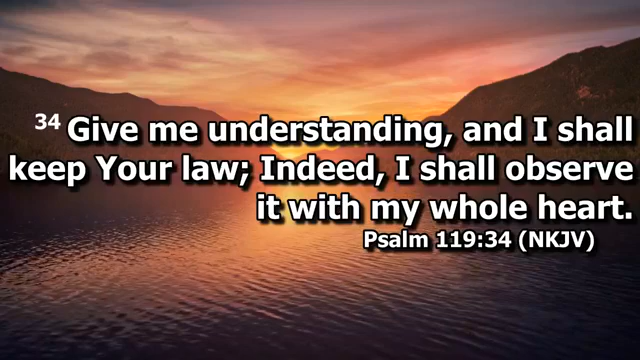 34 Give me understanding, and I shall
keep Your law; Indeed, I shall observe
it with my whole heart.
Psalm 119:34 (NKJV)